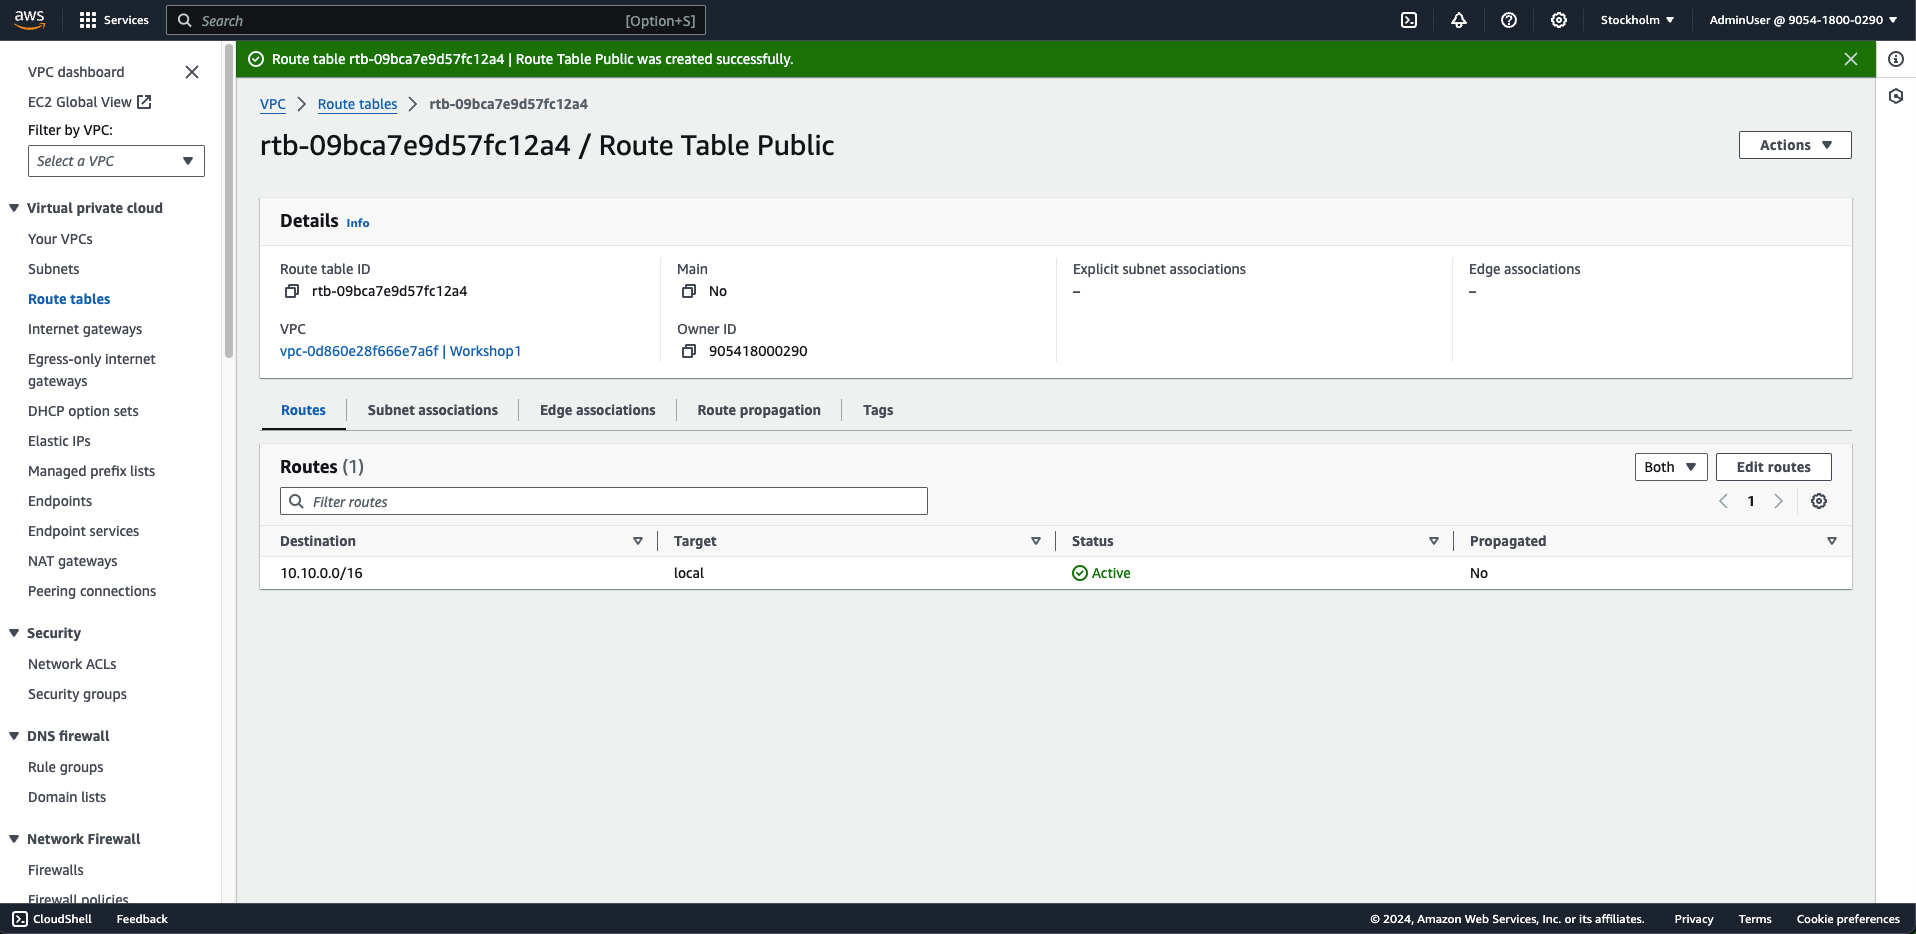 aws
Services
Search
[Option+S]
Stockholm
AdminUser @ 9054-1800-0290
VPC dashboard
EC2 Global View
Filter by VPC:
Select a VPC
Virtual private cloud
Your VPCs
Subnets
Route tables
Internet gateways
Egress-only internet
gateways
DHCP option sets
Elastic IPs
Managed prefix lists
Endpoints
Endpoint services
NAT gateways
Peering connections
Security
Network ACLs
Security groups
DNS firewall
Rule groups
Domain lists
Network Firewall
Firewalls
Firewall policies
Route table rtb-09bca7e9d57fc12a4 | Route Table Public was created successfully.
VPC
Route tables
rtb-09bca7e9d57fc12a4
rtb-09bca7e9d57fc12a4 / Route Table Public
Actions
Details Info
Route table ID
rtb-09bca7e9d57fc12a4
Main
No
Explicit subnet associations
–
Edge associations
–
VPC
vpc-0d860e28f666e7a6f | Workshop1
Owner ID
905418000290
Routes
Subnet associations
Edge associations
Route propagation
Tags
Routes (1)
Both
Edit routes
Filter routes
1
Destination
Target
Status
Propagated
10.10.0.0/16
local
Active
No
CloudShell
Feedback
© 2024, Amazon Web Services, Inc. or its affiliates.
Privacy
Terms
Cookie preferences